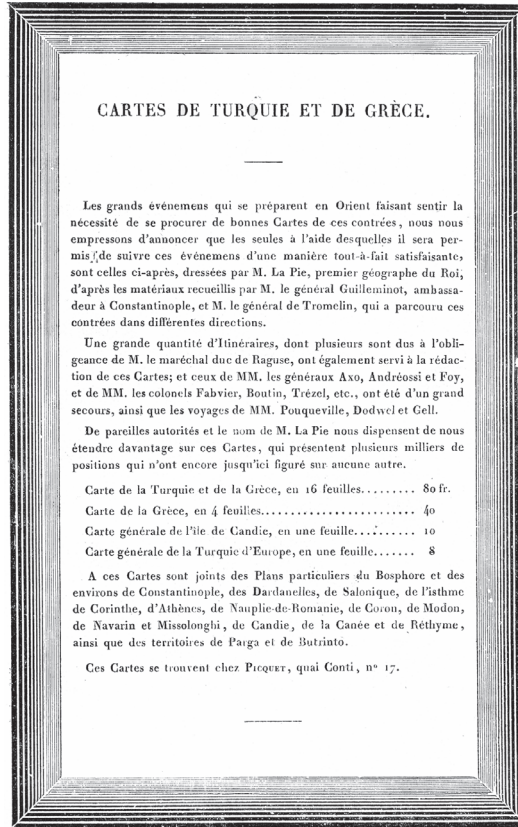 CARTES DE TURQUIE ET DE GRÈCE.
Les grands événemens qui se préparent en Orient faisant sentir la
nécessité de se procurer de bonnes Cartes de ces contrées, nous nous
empressons d'annoncer que les seules à l'aide desquelles il sera per-
mis de suivre ces événemens d'une manière tout-à-fait satisfaisante,
sont celles ci-après, dressées par M. La Pie, premier géographe du Roi,
d'après les matériaux recueillis par M. le général Guilleminot, ambassa-
deur à Constantinople, et M. le général de Tromelin, qui a parcouru ces
contrées dans différentes directions.
Une grande quantité d'Itinéraires, dont plusieurs sont dus à l'obli-
geance de M. le maréchal duc de Raguse, ont également servi à la rédac-
tion de ces Cartes; et ceux de MM. les généraux Axo, Andréossi et Foy,
et de MM. les colonels Fabvier, Boutin, Trézel, etc., ont été d'un grand
secours, ainsi que les voyages de MM. Pouqueville, Dodwel et Gell.
De pareilles autorités et le nom de M. La Pie nous dispensent de nous
étendre davantage sur ces Cartes, qui présentent plusieurs milliers de
positions qui n'ont encore jusqu'ici figuré sur aucune autre.
Carte de la Turquie et de la Grèce, en 16 feuilles......... 80 fr.
Carte de la Grèce, en 4 feuilles........................ 40
Carte générale de l'île de Candie, en une feuille.......... 10
Carte générale de la Turquie d'Europe, en une feuille....... 8
A ces Cartes sont joints des Plans particuliers du Bosphore et des
environs de Constantinople, des Dardanelles, de Salonique, de l'isthme
de Corinthe, d'Athènes, de Nauplie-de-Romanie, de Coron, de Modon,
de Navarin et Missolonghi, de Candie, de la Canée et de Réthyme,
ainsi que des territoires de Parga et de Butrinto.
Ces Cartes se trouvent chez PICQUET, quai Conti, n° 17.